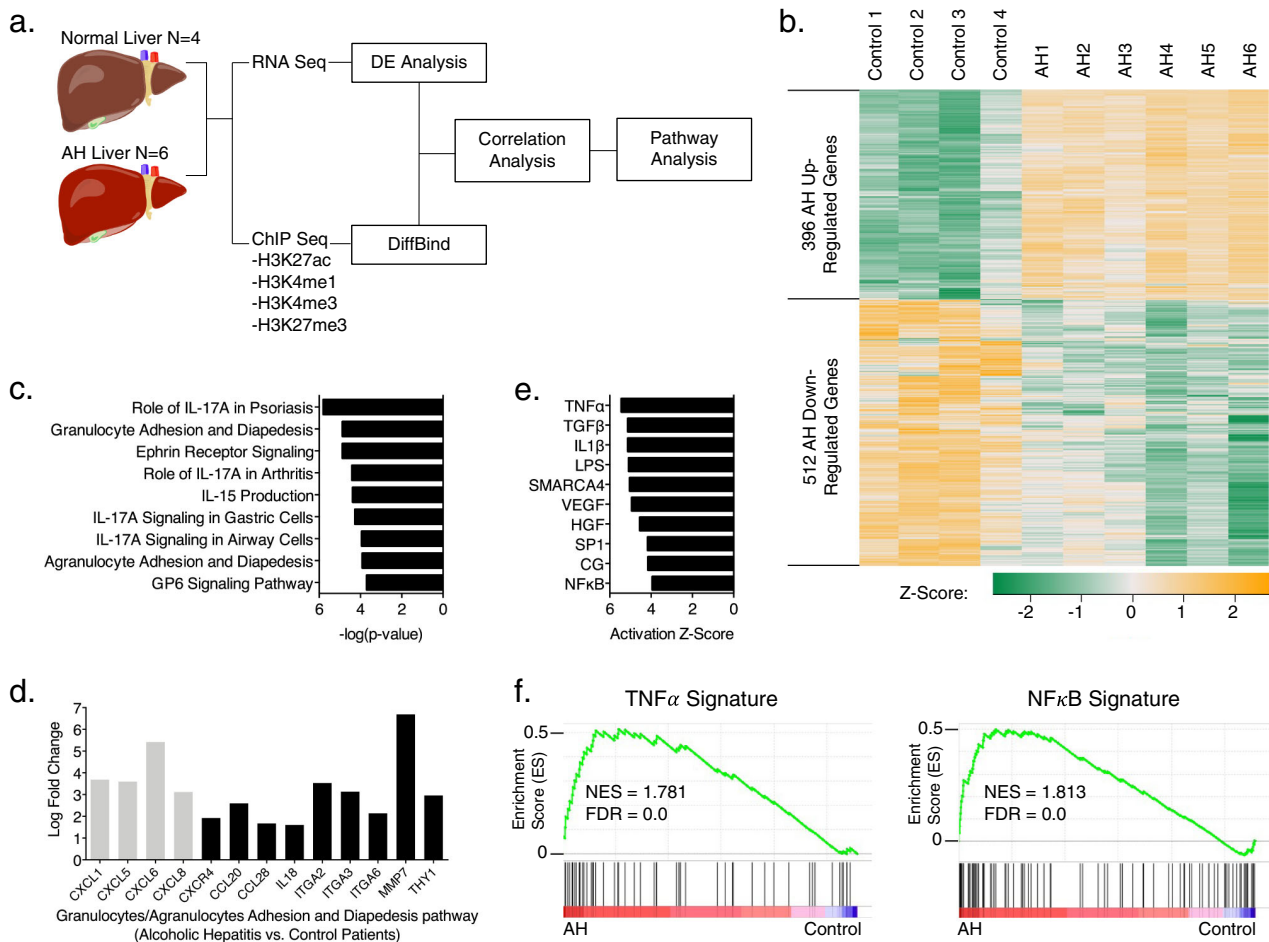 a.
Normal Liver N=4
AH Liver N=6
RNA Seq
DE Analysis
Correlation
Analysis
Pathway
Analysis
ChIP Seq
-H3K27ac
-H3K4me1
-H3K4me3
-H3K27me3
DiffBind
b.
Control 1
Control 2
Control 3
Control 4
AH1
AH2
AH3
AH4
AH5
AH6
396 AH Up-
Regulated Genes
512 AH Down-
Regulated Genes
Z-Score:
-2 -1 0 1 2
c.
Role of IL-17A in Psoriasis
Granulocyte Adhesion and Diapedesis
Ephrin Receptor Signaling
Role of IL-17A in Arthritis
IL-15 Production
IL-17A Signaling in Gastric Cells
IL-17A Signaling in Airway Cells
Agranulocyte Adhesion and Diapedesis
GP6 Signaling Pathway
6 4 2 0
-log(p-value)
e.
TNFα
TGFβ
IL1β
LPS
SMARCA4
VEGF
HGF
SP1
CG
NFκB
6 4 2 0
Activation Z-Score
d.
Log Fold Change
7
6
5
4
3
2
1
0
CXCL1
CXCL5
CXCL6
CXCL8
CXCR4
CCL20
CCL28
IL18
ITGA2
ITGA3
ITGA6
MMP7
THY1
Granulocytes/Agranulocytes Adhesion and Diapedesis pathway
(Alcoholic Hepatitis vs. Control Patients)
f.
TNFα Signature
Enrichment
Score (ES)
0.5
0
NES = 1.781
FDR = 0.0
AH Control
NFκB Signature
Enrichment
Score (ES)
0.5
0
NES = 1.813
FDR = 0.0
AH Control